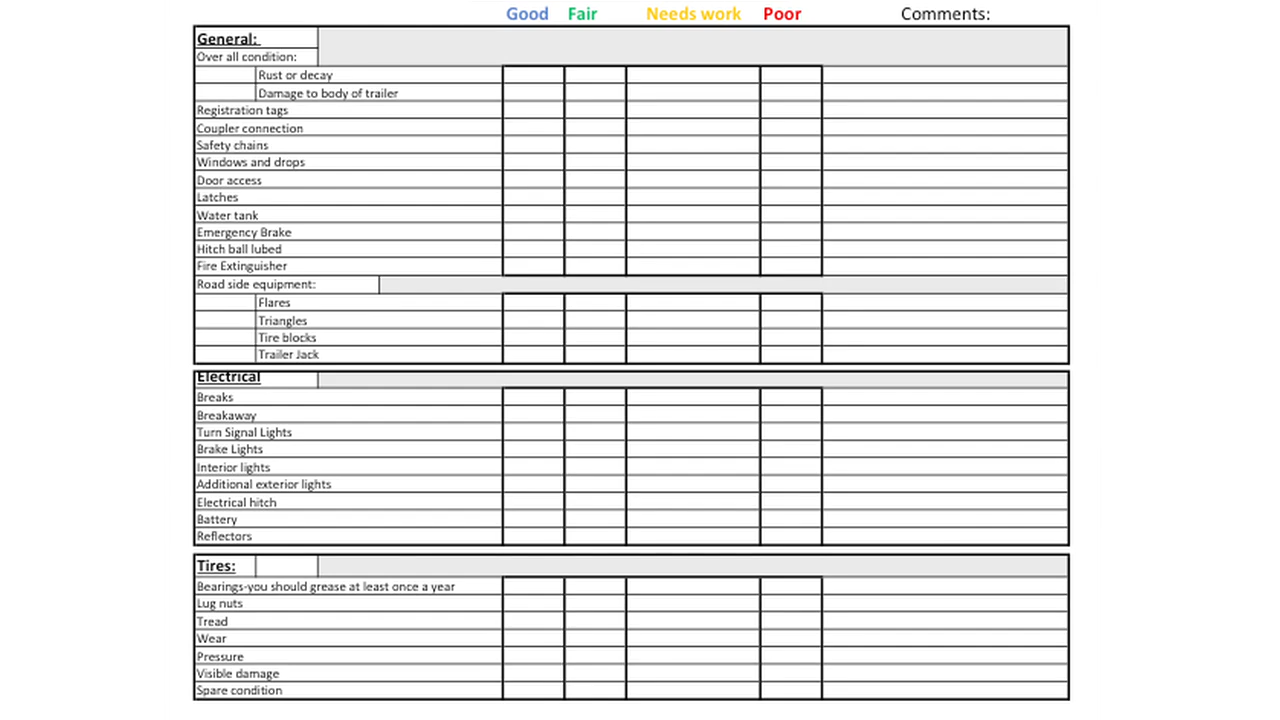 Good Fair Needs work Poor Comments:
General:
Over all condition:
Rust or decay
Damage to body of trailer
Registration tags
Coupler connection
Safety chains
Windows and drops
Door access
Latches
Water tank
Emergency Brake
Hitch ball lubed
Fire Extinguisher
Road side equipment:
Flares
Triangles
Tire blocks
Trailer Jack
Electrical
Breaks
Breakaway
Turn Signal Lights
Brake Lights
Interior lights
Additional exterior lights
Electrical hitch
Battery
Reflectors
Tires:
Bearings-you should grease at least once a year
Lug nuts
Tread
Wear
Pressure
Visible damage
Spare condition